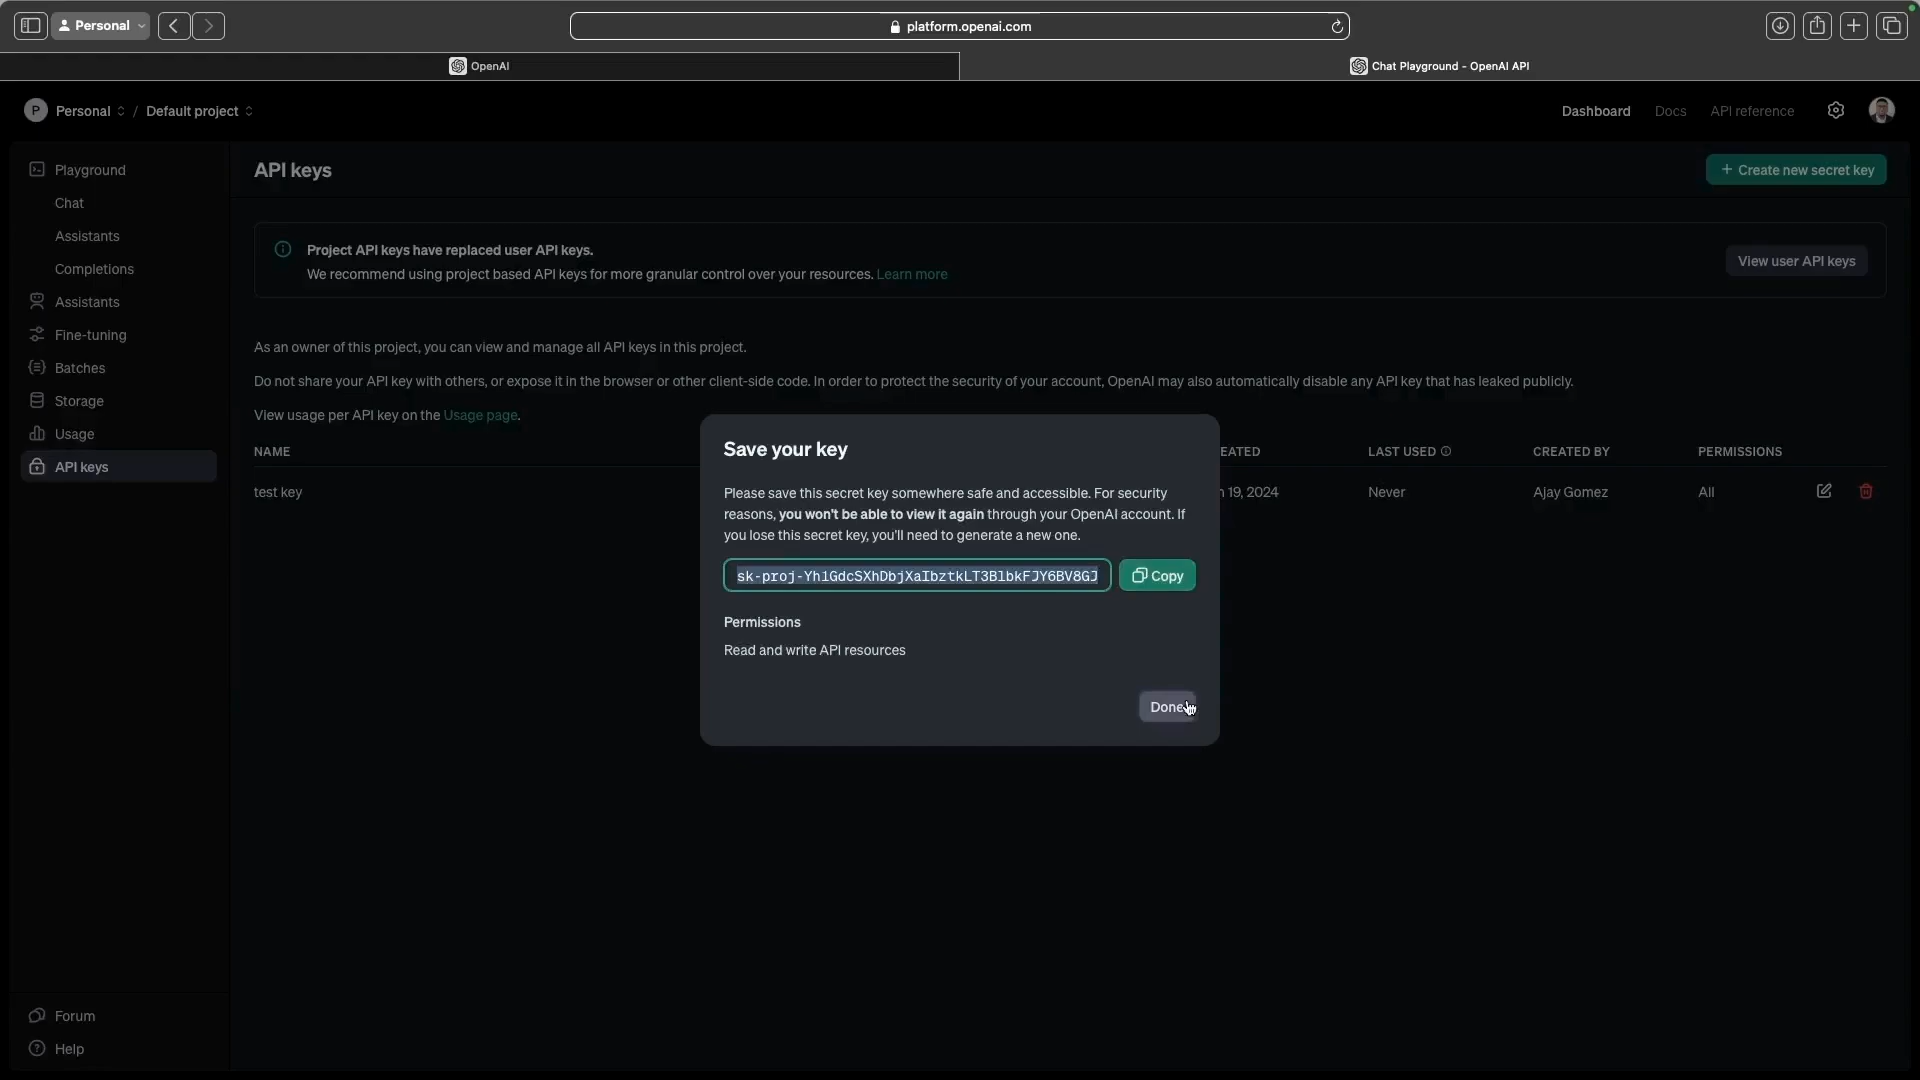 Personal
platform.openai.com
OpenAI
Chat Playground - OpenAI API
P Personal / Default project
Dashboard Docs API reference
Playground
Chat
Assistants
Completions
Assistants
Fine-tuning
Batches
Storage
Usage
API keys
Forum
Help
API keys
+ Create new secret key
Project API keys have replaced user API keys.
We recommend using project based API keys for more granular control over your resources. Learn more
View user API keys
As an owner of this project, you can view and manage all API keys in this project.
Do not share your API key with others, or expose it in the browser or other client-side code. In order to protect the security of your account, OpenAI may also automatically disable any API key that has leaked publicly.
View usage per API key on the Usage page.
NAME EATED LAST USED CREATED BY PERMISSIONS
test key 19, 2024 Never Ajay Gomez All
Save your key
Please save this secret key somewhere safe and accessible. For security
reasons, you won't be able to view it again through your OpenAI account. If
you lose this secret key, you'll need to generate a new one.
sk-proj-Yh1GdcSXhDbjXaIbztkLT3BlbkFJY6BV8GJ
Copy
Permissions
Read and write API resources
Done